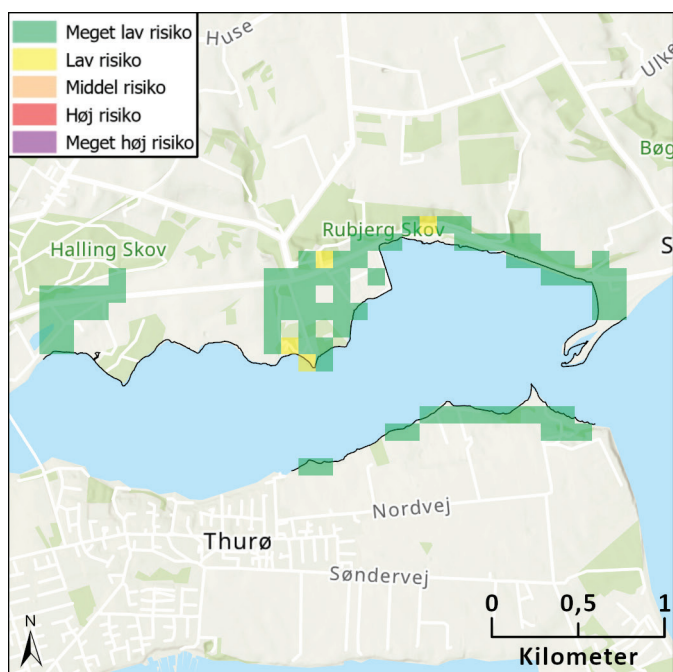 Meget lav risiko
Lav risiko
Middel risiko
Høj risiko
Meget høj risiko
Huse
Ulke
Bøg
Rubjerg Skov
Halling Skov
S
Nordvej
Thurø
Søndervej
0 0,5 1
Kilometer
N